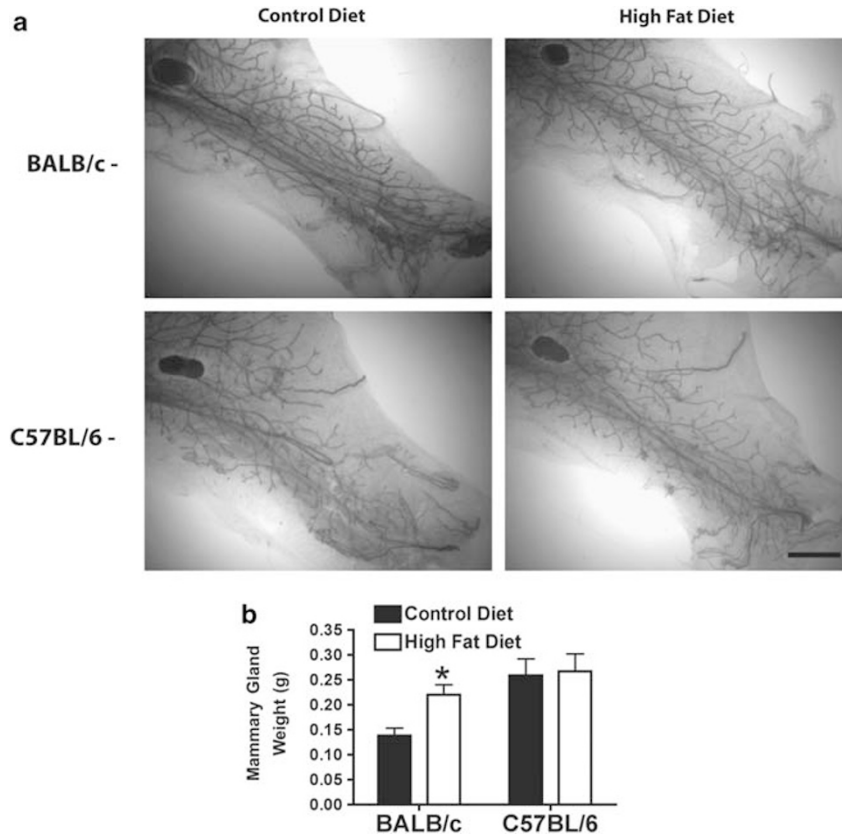 a
Control Diet
High Fat Diet
BALB/c -
C57BL/6 -
b
Control Diet
High Fat Diet
*
Mammary Gland
Weight (g)
0.35
0.30
0.25
0.20
0.15
0.10
0.05
0.00
BALB/c
C57BL/6